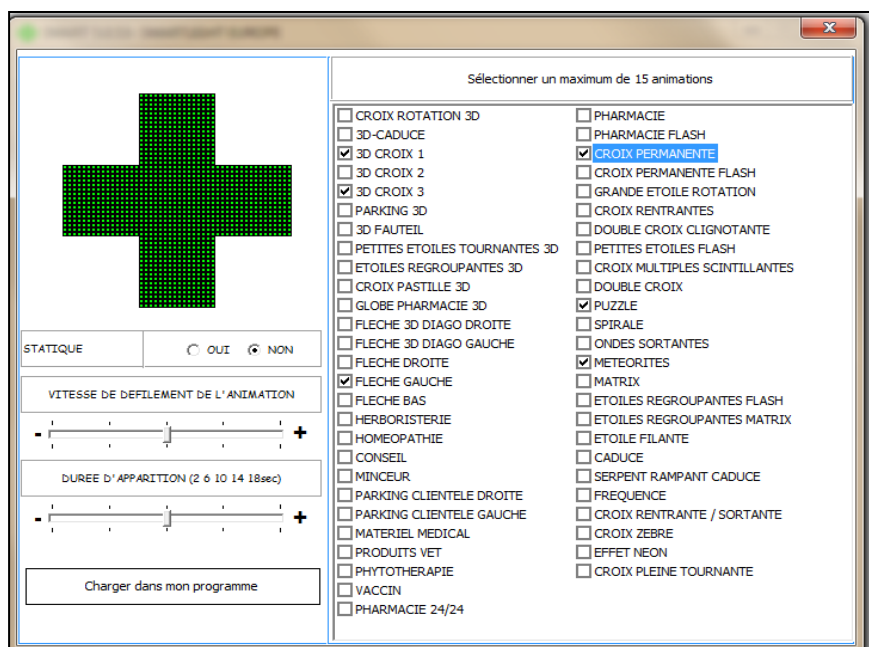 x
Sélectionner un maximum de 15 animations
STATIQUE
OUI NON
VITESSE DE DEFILEMENT DE L'ANIMATION
- +
DUREE D'APPARITION (2 6 10 14 18sec)
- +
Charger dans mon programme
CROIX ROTATION 3D
3D-CADUCE
3D CROIX 1
3D CROIX 2
3D CROIX 3
PARKING 3D
3D FAUTEIL
PETITES ETOILES TOURNANTES 3D
ETOILES REGROUPANTES 3D
CROIX PASTILLE 3D
GLOBE PHARMACIE 3D
FLECHE 3D DIAGO DROITE
FLECHE 3D DIAGO GAUCHE
FLECHE DROITE
FLECHE GAUCHE
FLECHE BAS
HERBORISTERIE
HOMEOPATHIE
CONSEIL
MINCEUR
PARKING CLIENTELE DROITE
PARKING CLIENTELE GAUCHE
MATERIEL MEDICAL
PRODUITS VET
PHYTOTHERAPIE
VACCIN
PHARMACIE 24/24
PHARMACIE
PHARMACIE FLASH
CROIX PERMANENTE
CROIX PERMANENTE FLASH
GRANDE ETOILE ROTATION
CROIX RENTRANTES
DOUBLE CROIX CLIGNOTANTE
PETITES ETOILES FLASH
CROIX MULTIPLES SCINTILLANTES
DOUBLE CROIX
PUZZLE
SPIRALE
ONDES SORTANTES
METEORITES
MATRIX
ETOILES REGROUPANTES FLASH
ETOILES REGROUPANTES MATRIX
ETOILE FILANTE
CADUCE
SERPENT RAMPANT CADUCE
FREQUENCE
CROIX RENTRANTE / SORTANTE
CROIX ZEBRE
EFFET NEON
CROIX PLEINE TOURNANTE